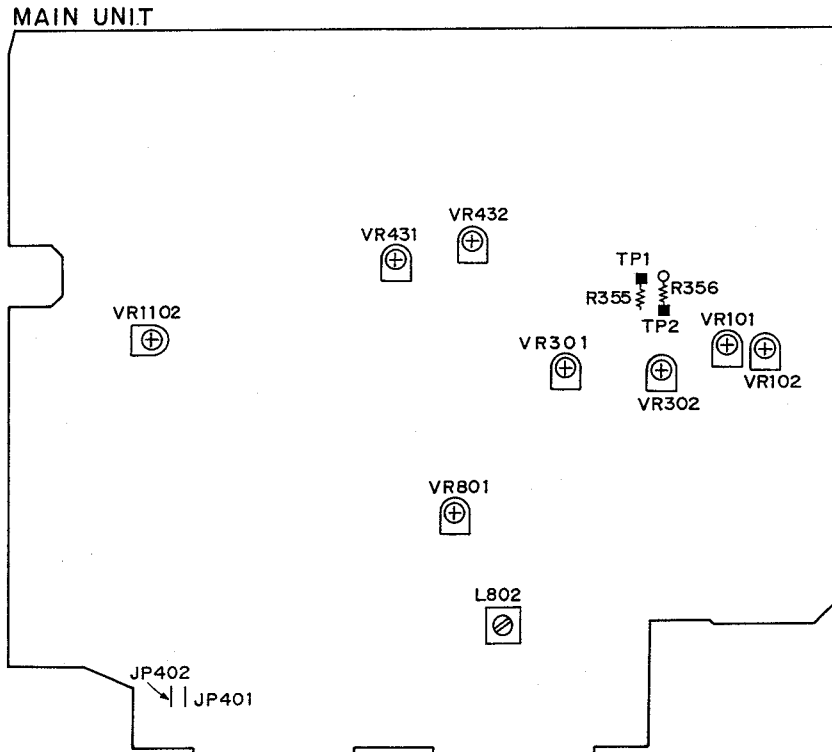 MAIN UNIT
VR432
VR431
TP1
R355
R356
TP2
VR1102
VR101
VR301
VR102
VR302
VR801
L802
JP402
JP401